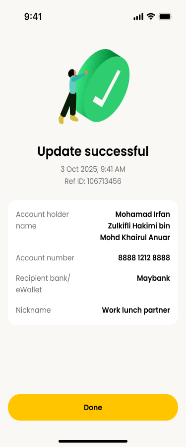 9:41
Update successful
3 Oct 2025, 9:41 AM
Ref ID: 106713456
Account holder name
Mohamad Irfan
Zulkifli Hakimi bin
Mohd Khairul Anuar
Account number 8888 1212 8888
Recipient bank/ Maybank
eWallet
Nickname Work lunch partner
Done